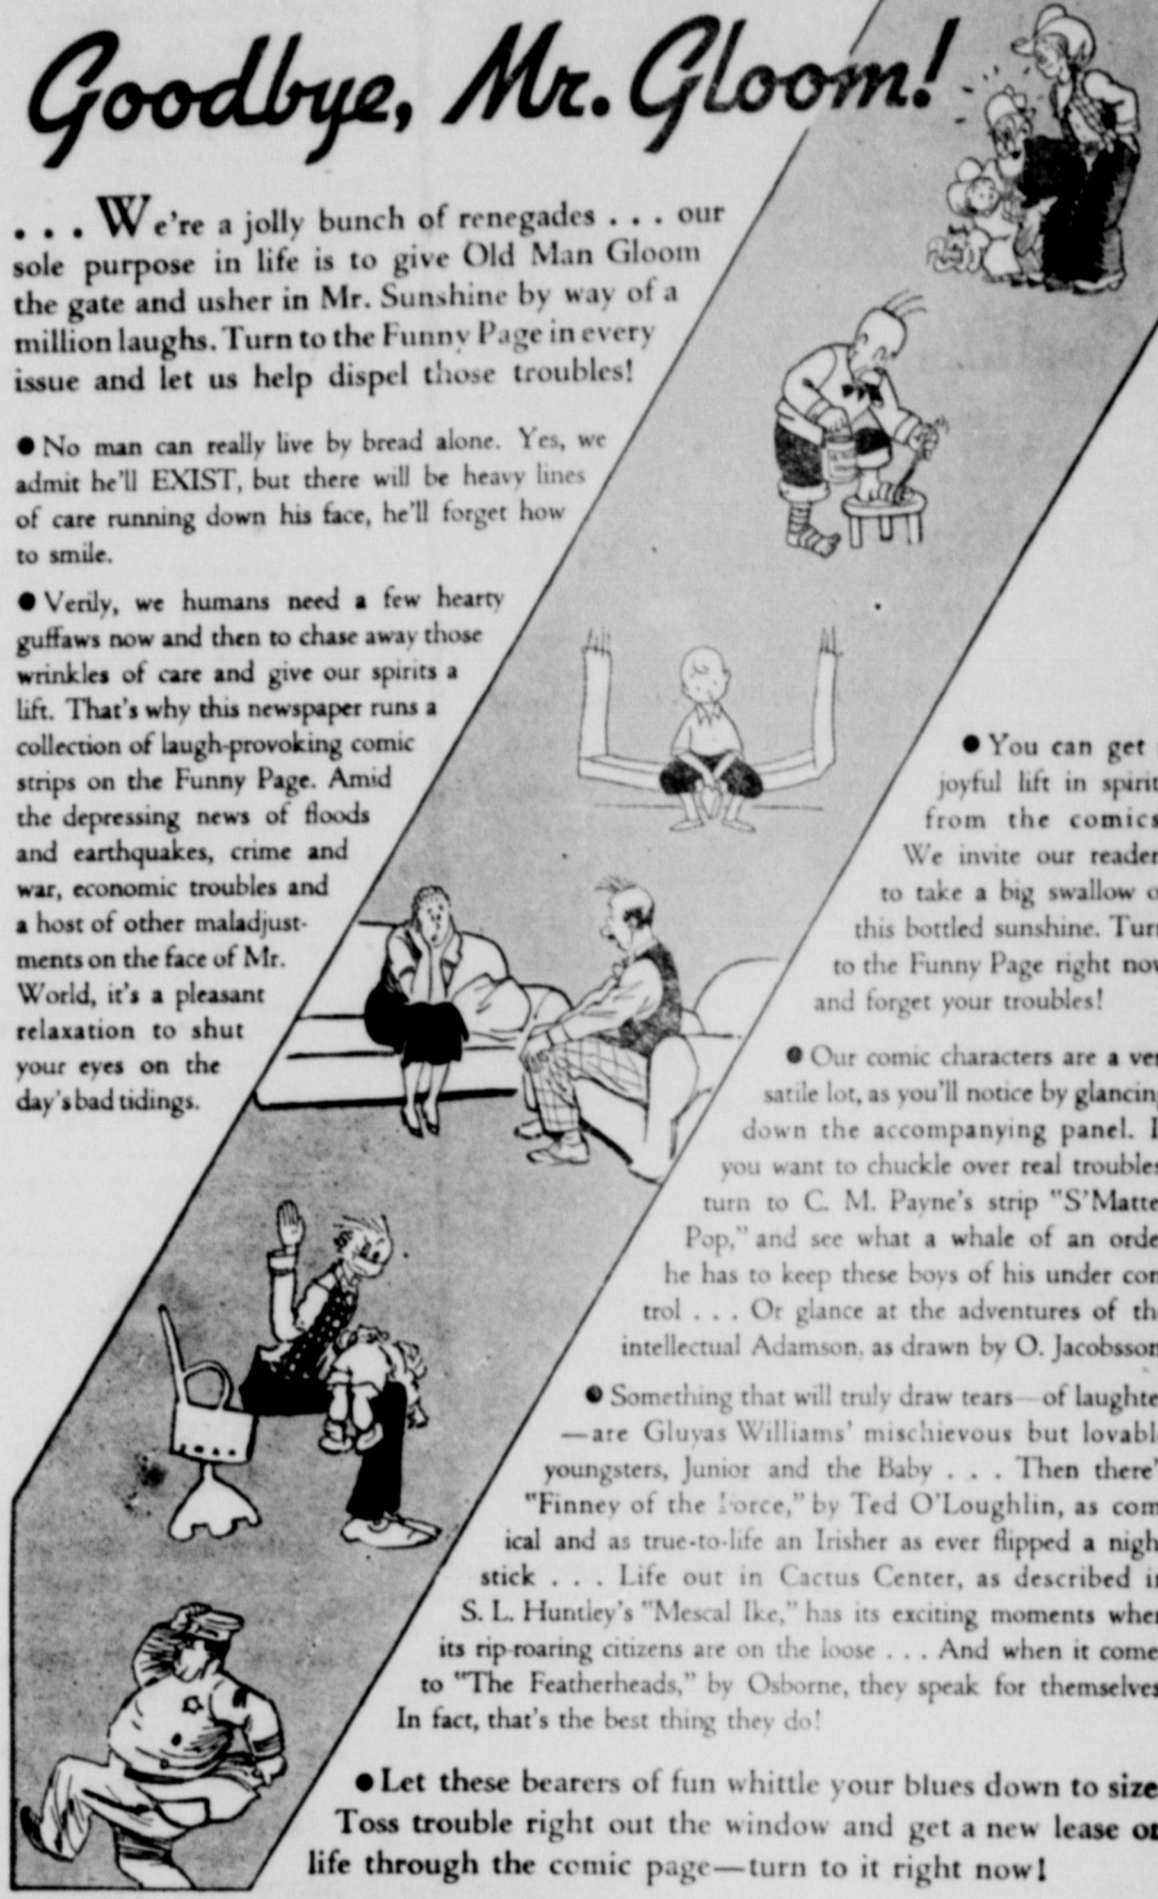 Goodbye, Mr. Gloom!
. . . We're a jolly bunch of renegades . . . our
sole purpose in life is to give Old Man Gloom
the gate and usher in Mr. Sunshine by way of a
million laughs. Turn to the Funny Page in every
issue and let us help dispel those troubles!
● No man can really live by bread alone. Yes, we
admit he'll EXIST, but there will be heavy lines
of care running down his face, he'll forget how
to smile.
● Verily, we humans need a few hearty
guffaws now and then to chase away those
wrinkles of care and give our spirits a
lift. That's why this newspaper runs a
collection of laugh-provoking comic
strips on the Funny Page. Amid
the depressing news of floods
and earthquakes, crime and
war, economic troubles and
a host of other maladjust-
ments on the face of Mr.
World, it's a pleasant
relaxation to shut
your eyes on the
day's bad tidings.
● You can get
joyful lift in spirit
from the comics
We invite our reader
to take a big swallow o
this bottled sunshine. Turn
to the Funny Page right now
and forget your troubles!
● Our comic characters are a ver
satile lot, as you'll notice by glancing
down the accompanying panel. I
you want to chuckle over real troubles
turn to C. M. Payne's strip "S'Matte
Pop," and see what a whale of an orde
he has to keep these boys of his under con
trol . . . Or glance at the adventures of th
intellectual Adamson, as drawn by O. Jacobsson
● Something that will truly draw tears—of laughte
—are Gluyas Williams' mischievous but lovabl
youngsters, Junior and the Baby . . . Then there'
"Finney of the Force," by Ted O'Loughlin, as com
ical and as true-to-life an Irisher as ever flipped a nigh
stick . . . Life out in Cactus Center, as described in
S. L. Huntley's "Mescal Ike," has its exciting moments when
its rip-roaring citizens are on the loose . . . And when it come
to "The Featherheads," by Osborne, they speak for themselves
In fact, that's the best thing they do!
● Let these bearers of fun whittle your blues down to size
Toss trouble right out the window and get a new lease on
life through the comic page—turn to it right now!